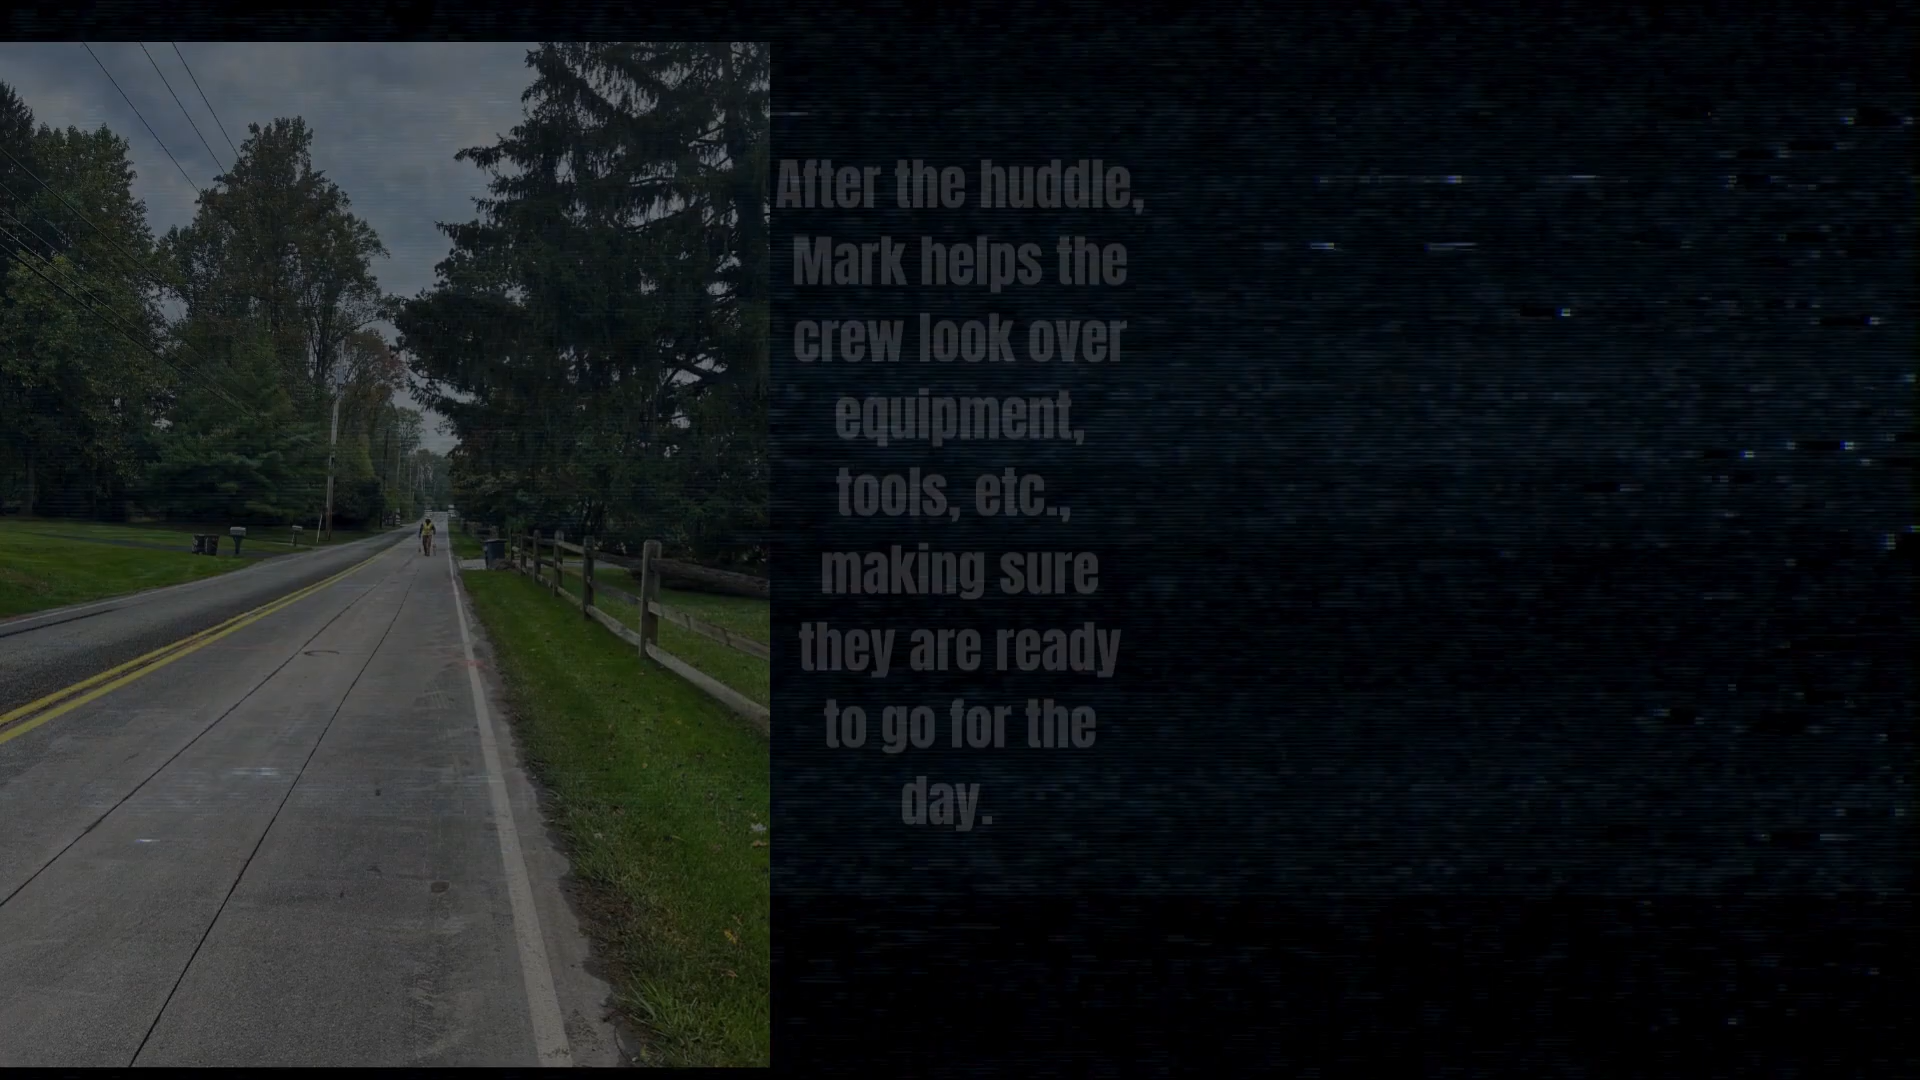 After the huddle,
Mark helps the
crew look over
equipment,
tools, etc.,
making sure
they are ready
to go for the
day.